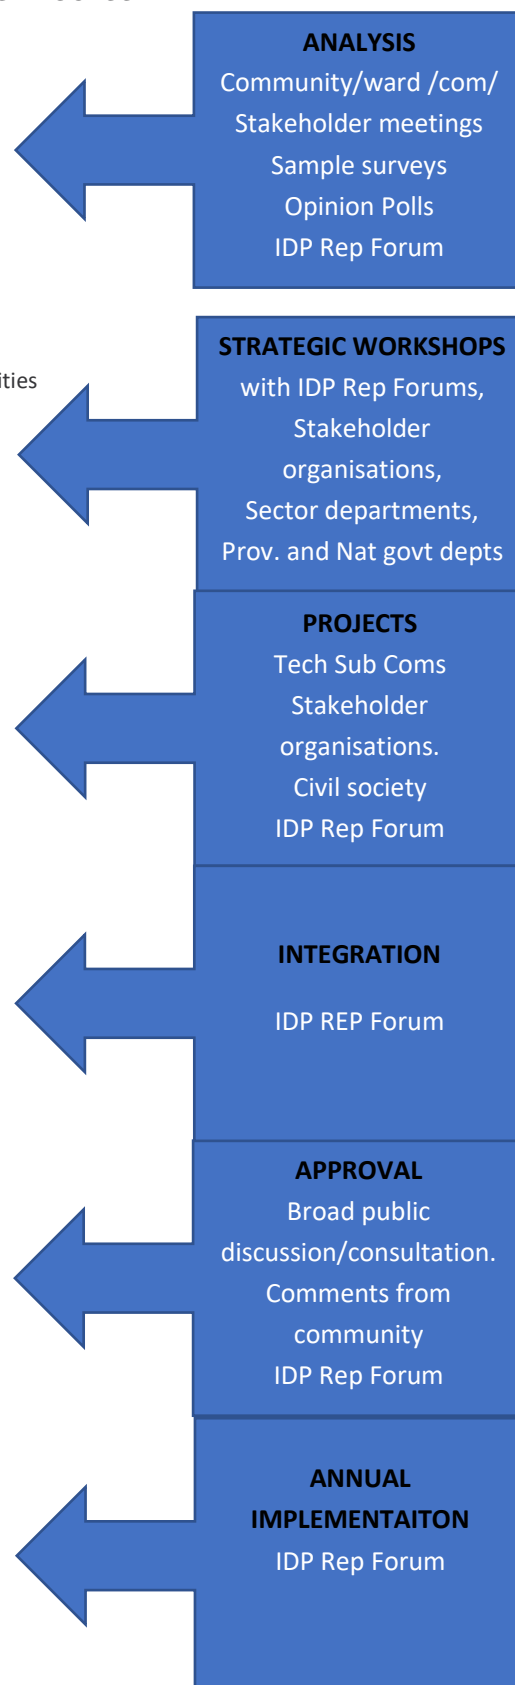 ANALYSIS
Community/ward /com/
Stakeholder meetings
Sample surveys
Opinion Polls
IDP Rep Forum
STRATEGIC WORKSHOPS
ities
with IDP Rep Forums,
Stakeholder
organisations,
Sector departments,
Prov. and Nat govt depts
PROJECTS
Tech Sub Coms
Stakeholder
organisations.
Civil society
IDP Rep Forum
INTEGRATION
IDP REP Forum
APPROVAL
Broad public
discussion/consultation.
Comments from
community
IDP Rep Forum
ANNUAL
IMPLEMENTAITON
IDP Rep Forum